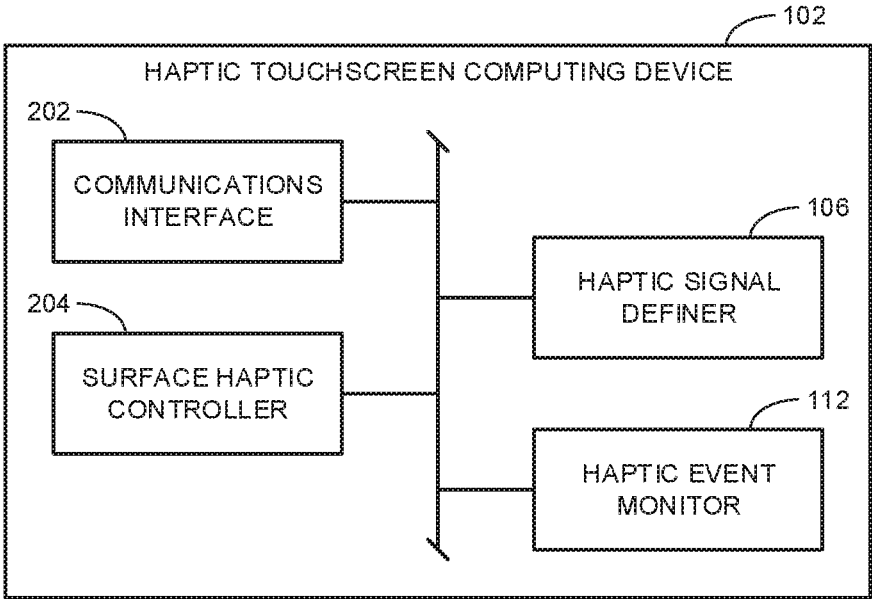 102
HAPTIC TOUCHSCREEN COMPUTING DEVICE
202
COMMUNICATIONS
INTERFACE
106
HAPTIC SIGNAL
DEFINER
204
SURFACE HAPTIC
CONTROLLER
112
HAPTIC EVENT
MONITOR